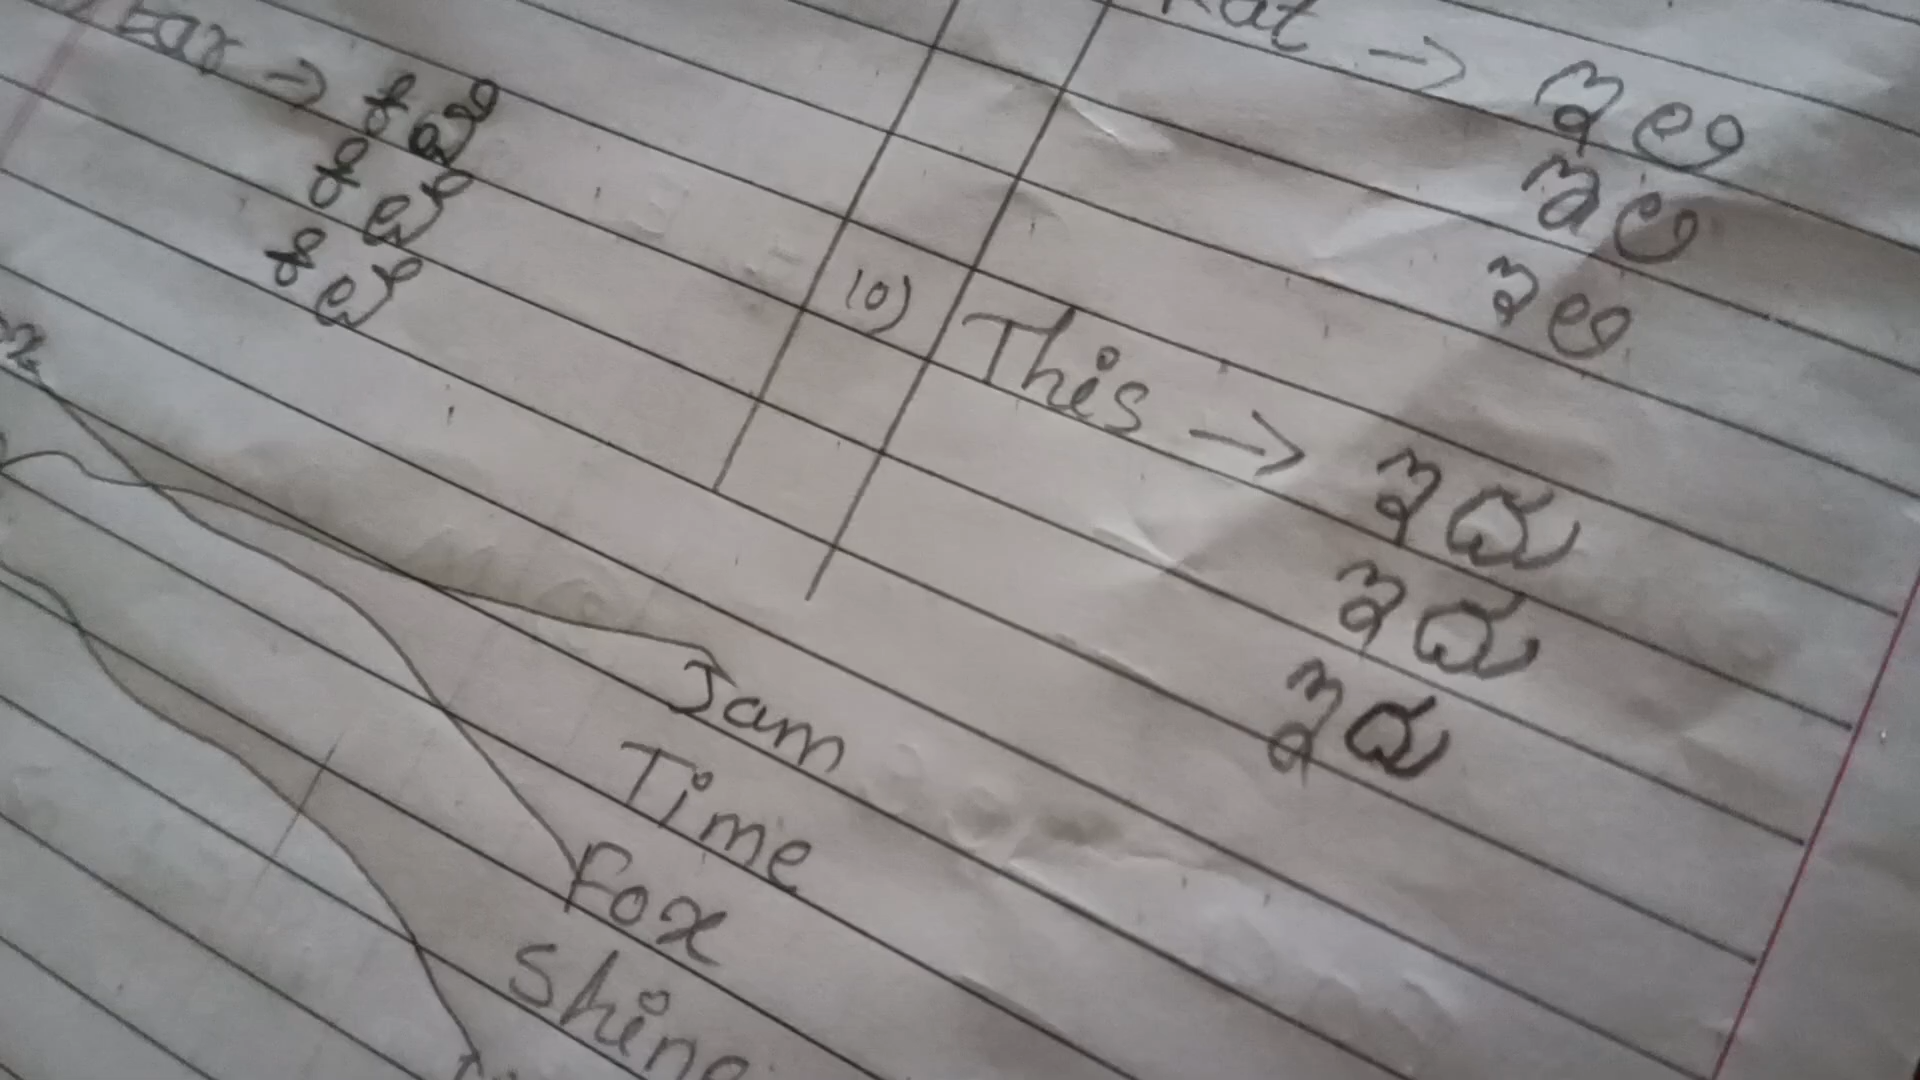 Ear → ಕಿವಿ
ಕಿವಿ
ಕಿವಿ
Rat → ಇಲಿ
ಇಲಿ
ಇಲಿ
10) This → ಇದು
ಇದು
ಇದು
Jam
Time
Fox
Shine